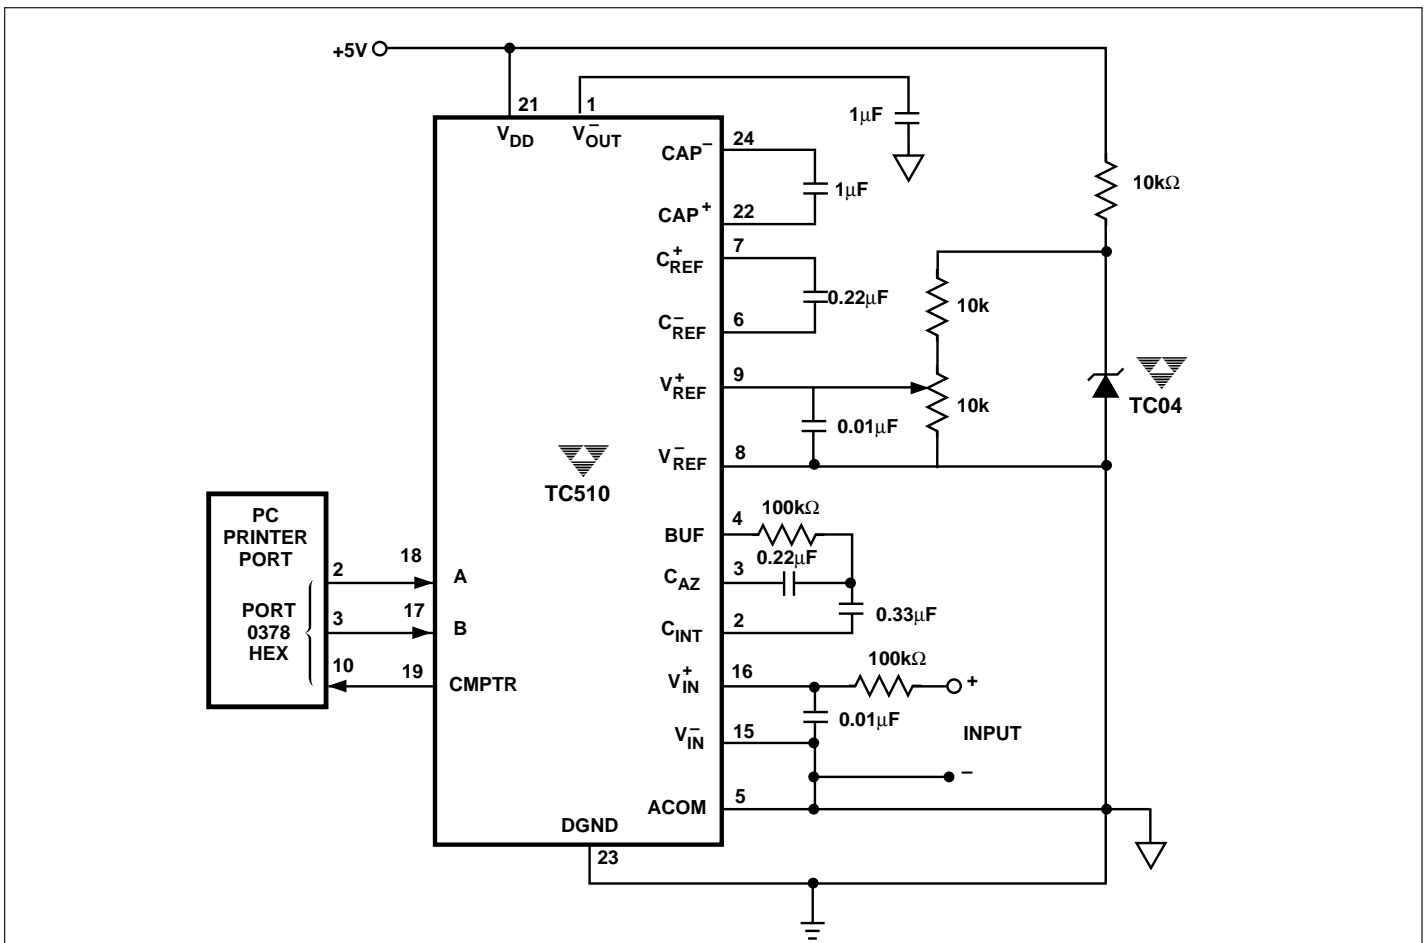 +5V
21
1
V DD
V⁻ OUT
1μF
CAP⁻
24
1μF
CAP⁺
22
10kΩ
C⁺ REF
7
0.22μF
C⁻ REF
6
10k
V⁺ REF
9
10k
0.01μF
TC04
V⁻ REF
8
TC510
PC
PRINTER
PORT
PORT
0378
HEX
2
18
A
3
17
B
10
19
CMPTR
BUF
4
100kΩ
C AZ
3
0.22μF
C INT
2
0.33μF
V⁺ IN
16
100kΩ
+
0.01μF
V⁻ IN
15
INPUT
–
ACOM
5
DGND
23